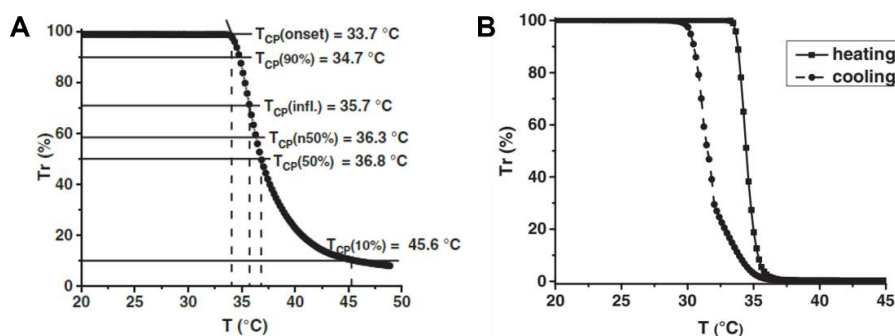 A
T_CP(onset) = 33.7 °C
T_CP(90%) = 34.7 °C
T_CP(infl.) = 35.7 °C
T_CP(n50%) = 36.3 °C
T_CP(50%) = 36.8 °C
T_CP(10%) = 45.6 °C
Tr (%)
100
80
60
40
20
0
20 25 30 35 40 45 50
T (°C)
B
heating
cooling
Tr (%)
100
80
60
40
20
0
20 25 30 35 40 45
T (°C)